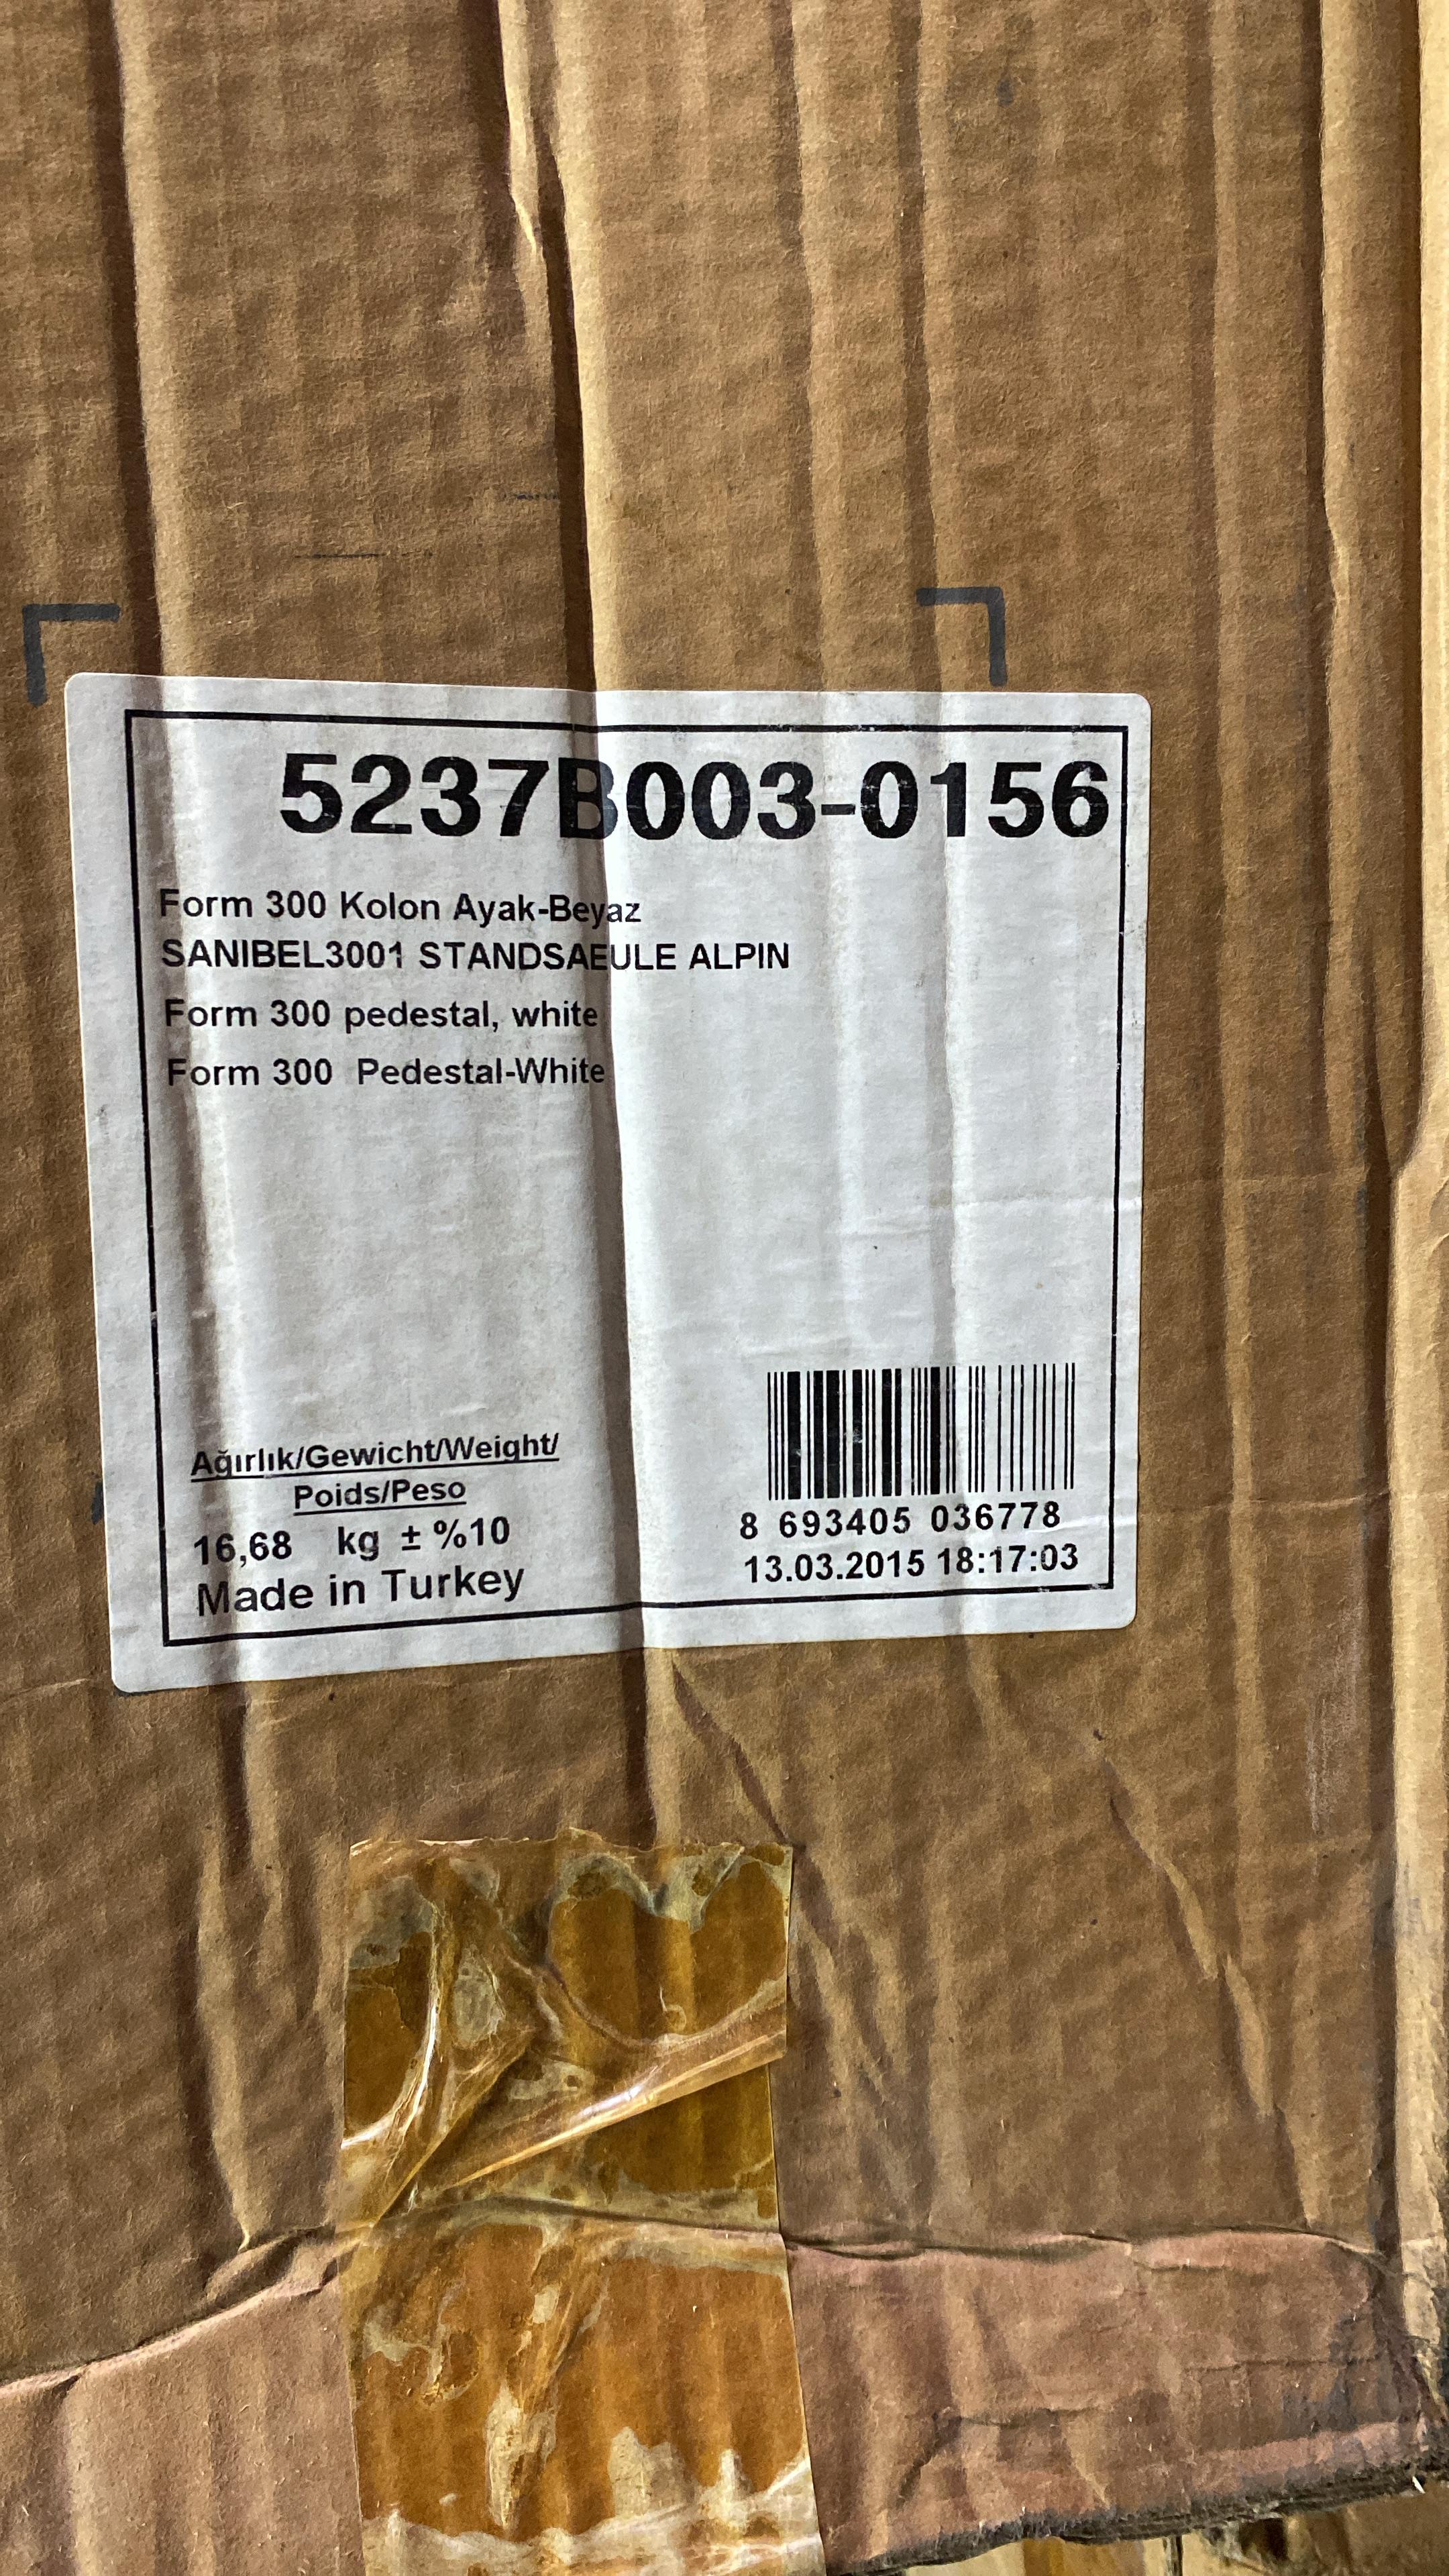 5237B003-0156
Form 300 Kolon Ayak-Beyaz
SANIBEL3001 STANDSAEULE ALPIN
Form 300 pedestal, white
Form 300 Pedestal-White
Ağırlık/Gewicht/Weight/
Poids/Peso
16,68 kg ± %10
Made in Turkey
8 693405 036778
13.03.2015 18:17:03